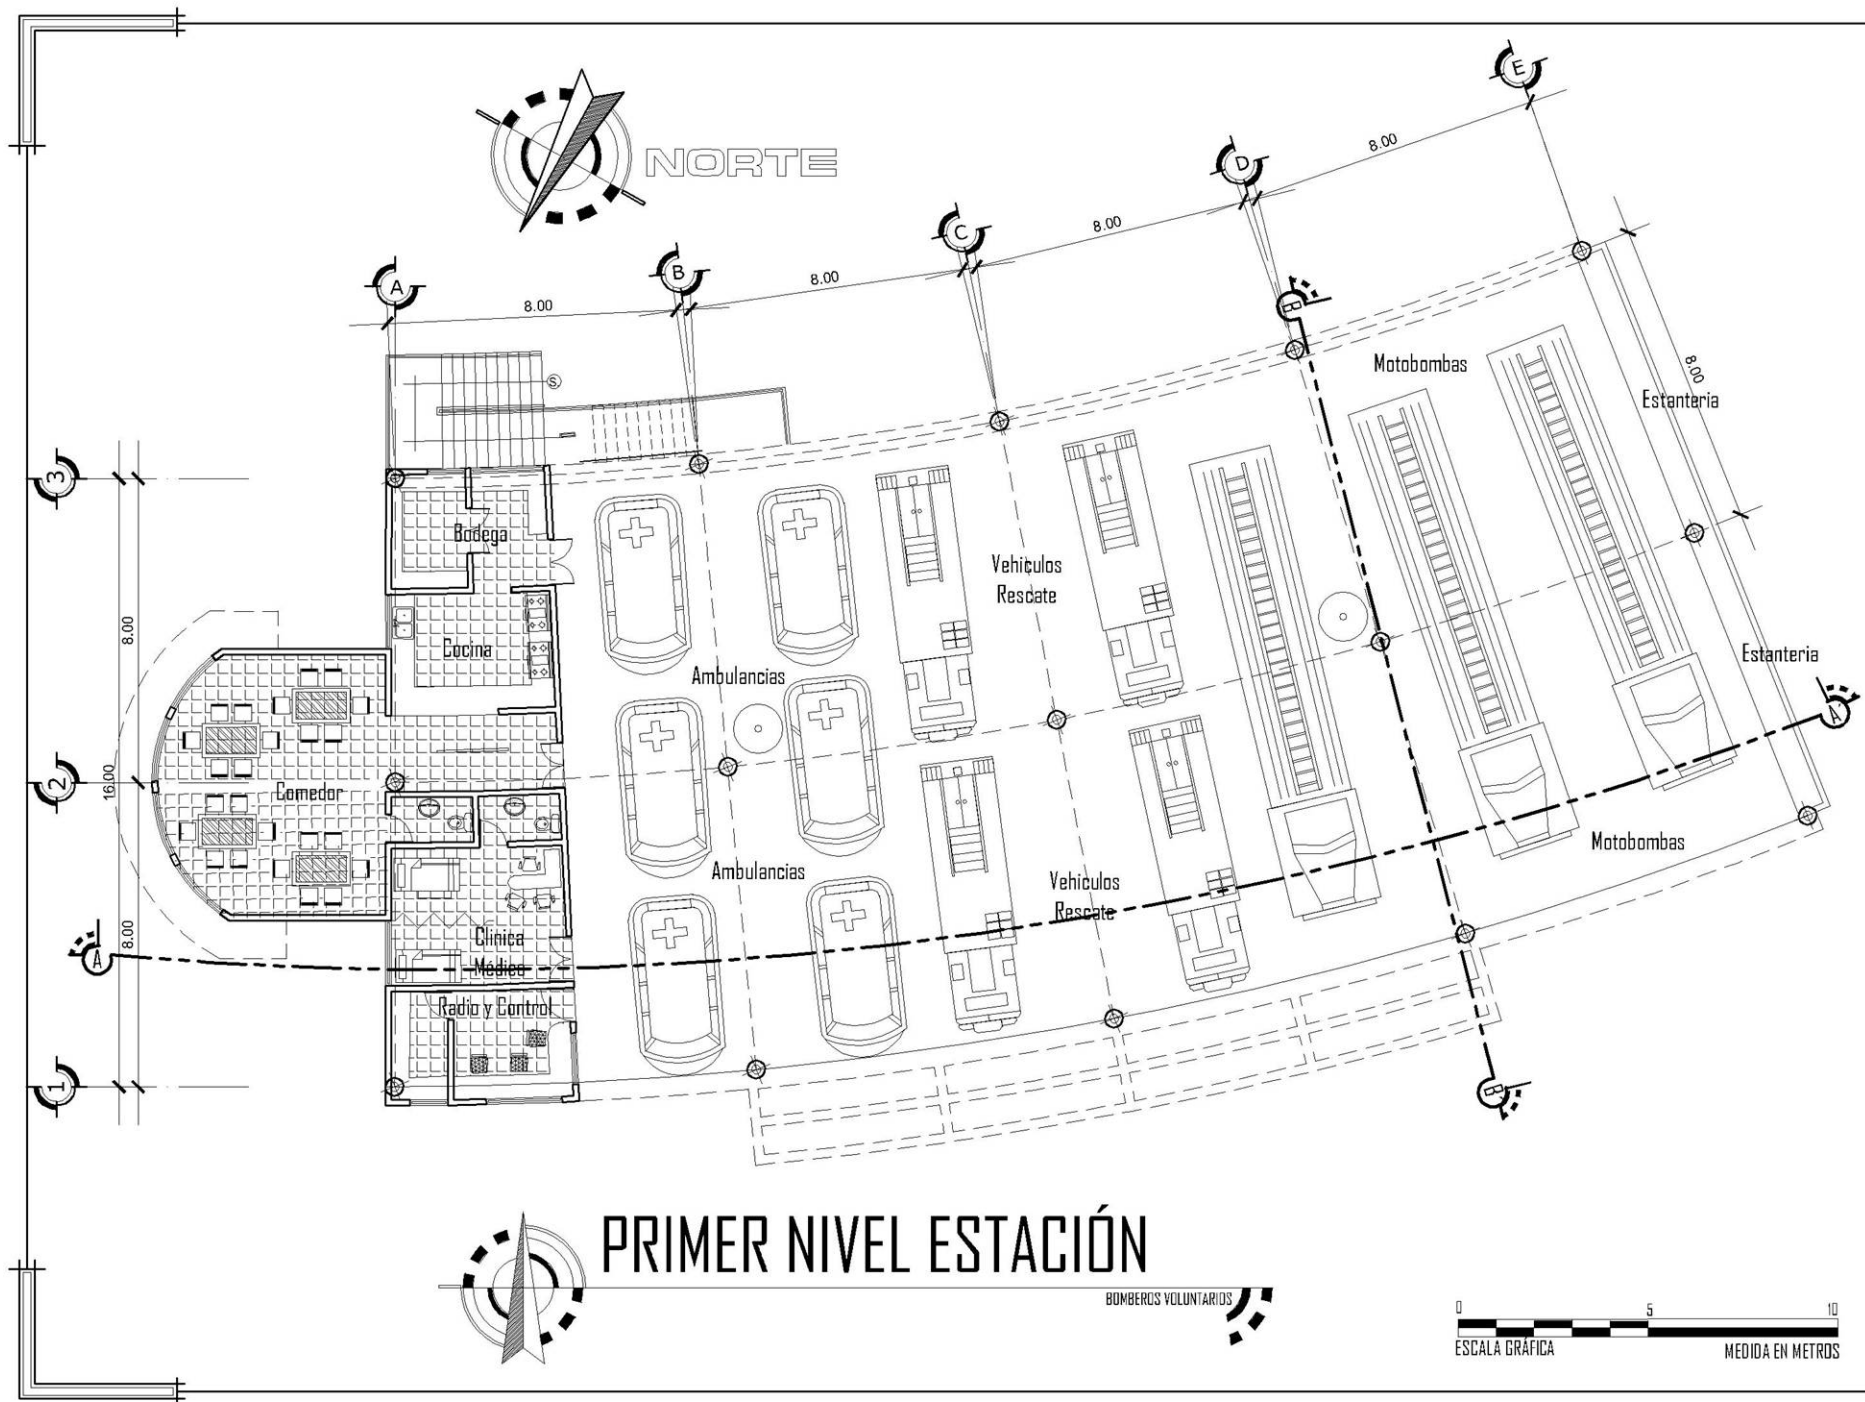 NORTE
E
8.00
D
8.00
C
8.00
B
8.00
A
B
Motobombas
8.00
Estanteria
S
3
Bodega
Vehiculos
Rescate
8.00
Cocina
Ambulancias
Estanteria
A'
2
16.00
Comedor
Motobombas
Ambulancias
Vehiculos
Rescate
8.00
A
Clinica
Médica
Radio y Control
1
B
PRIMER NIVEL ESTACIÓN
BOMBEROS VOLUNTARIOS
0 5 10
ESCALA GRÁFICA
MEDIDA EN METROS